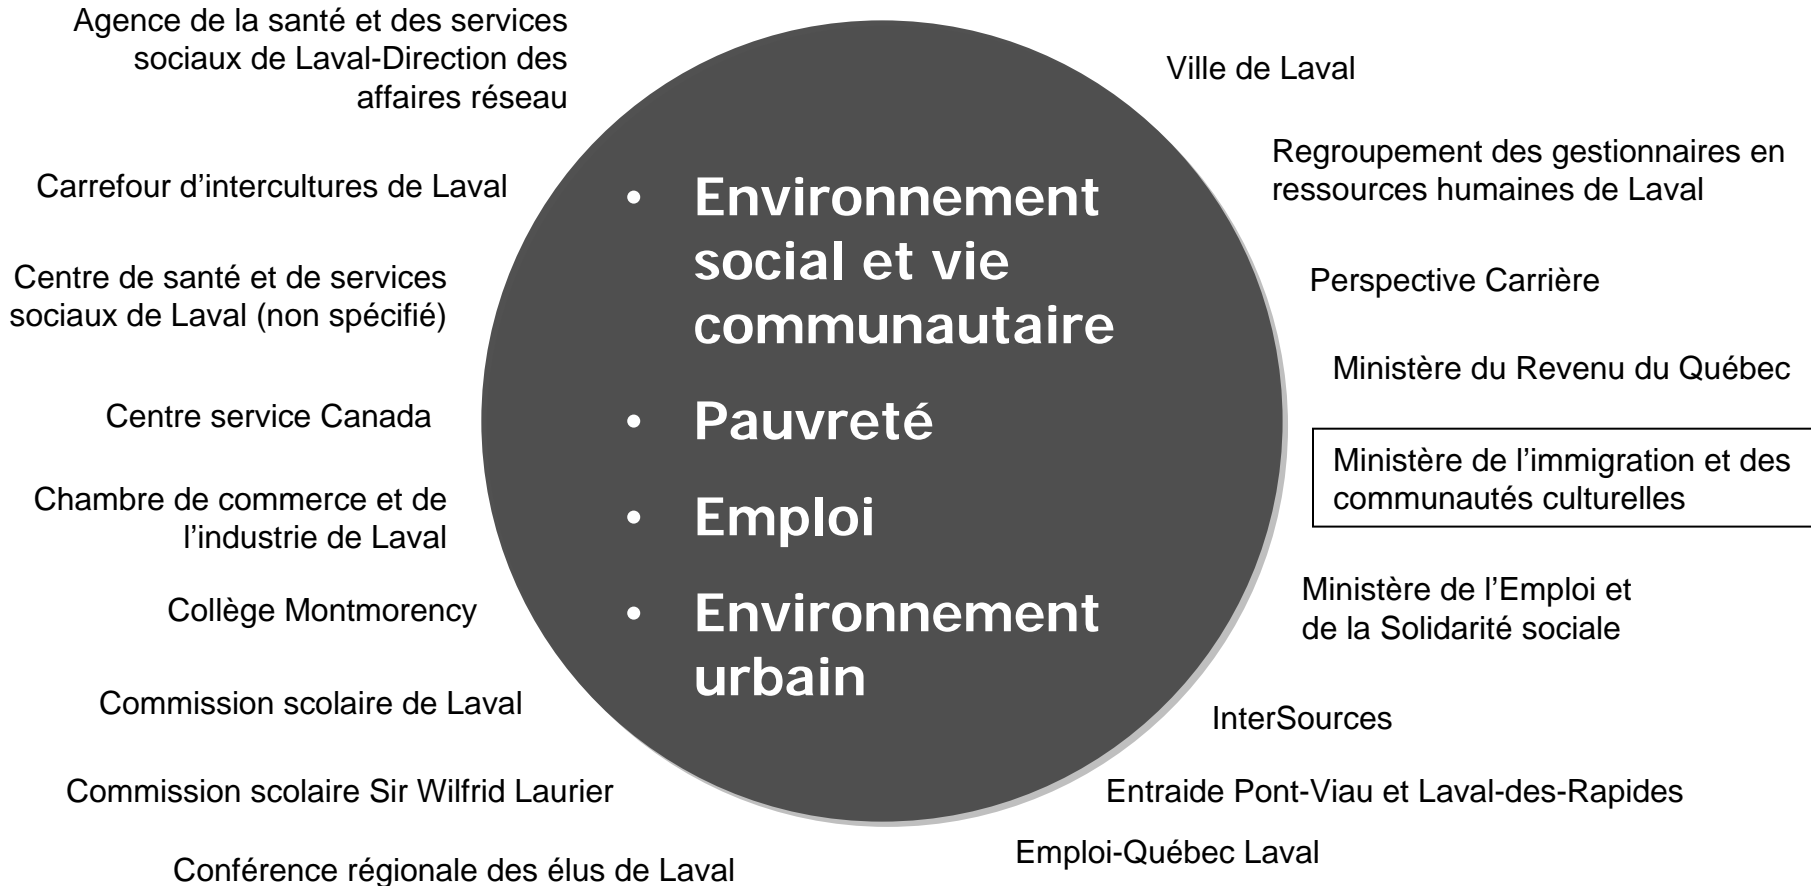 Agence de la santé et des services
sociaux de Laval-Direction des
affaires réseau
Carrefour d’intercultures de Laval
Centre de santé et de services
sociaux de Laval (non spécifié)
Centre service Canada
Chambre de commerce et de
l’industrie de Laval
Collège Montmorency
Commission scolaire de Laval
Commission scolaire Sir Wilfrid Laurier
Conférence régionale des élus de Laval
• Environnement
social et vie
communautaire
• Pauvreté
• Emploi
• Environnement
urbain
Ville de Laval
Regroupement des gestionnaires en
ressources humaines de Laval
Perspective Carrière
Ministère du Revenu du Québec
Ministère de l’immigration et des
communautés culturelles
Ministère de l’Emploi et
de la Solidarité sociale
InterSources
Entraide Pont-Viau et Laval-des-Rapides
Emploi-Québec Laval